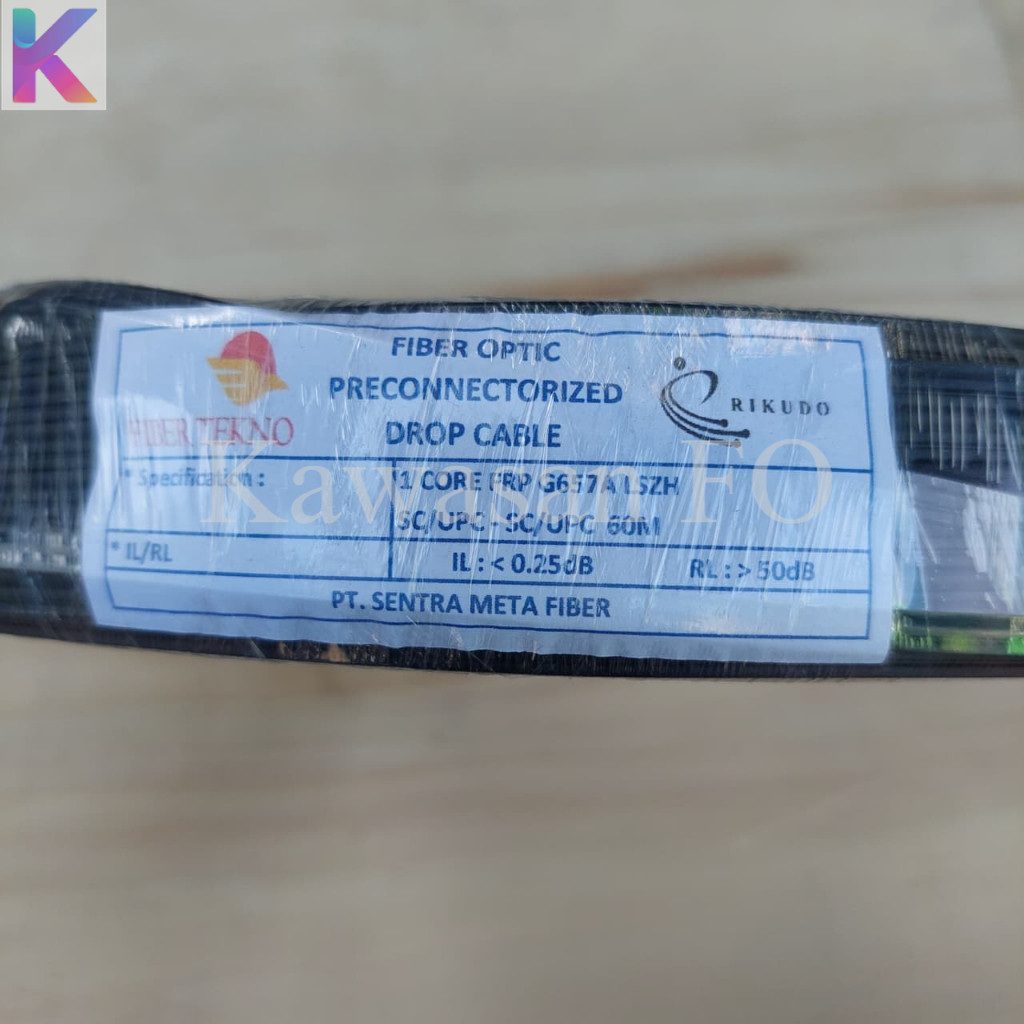 K
FIBER OPTIC
PRECONNECTORIZED
DROP CABLE
FIBER TEKNO
RIKUDO
* Specification :
1 CORE FRP G657A LSZH
SC/UPC - SC/UPC 60M
Kawasan FO
* IL/RL
IL : < 0.25dB
RL : > 50dB
PT. SENTRA META FIBER